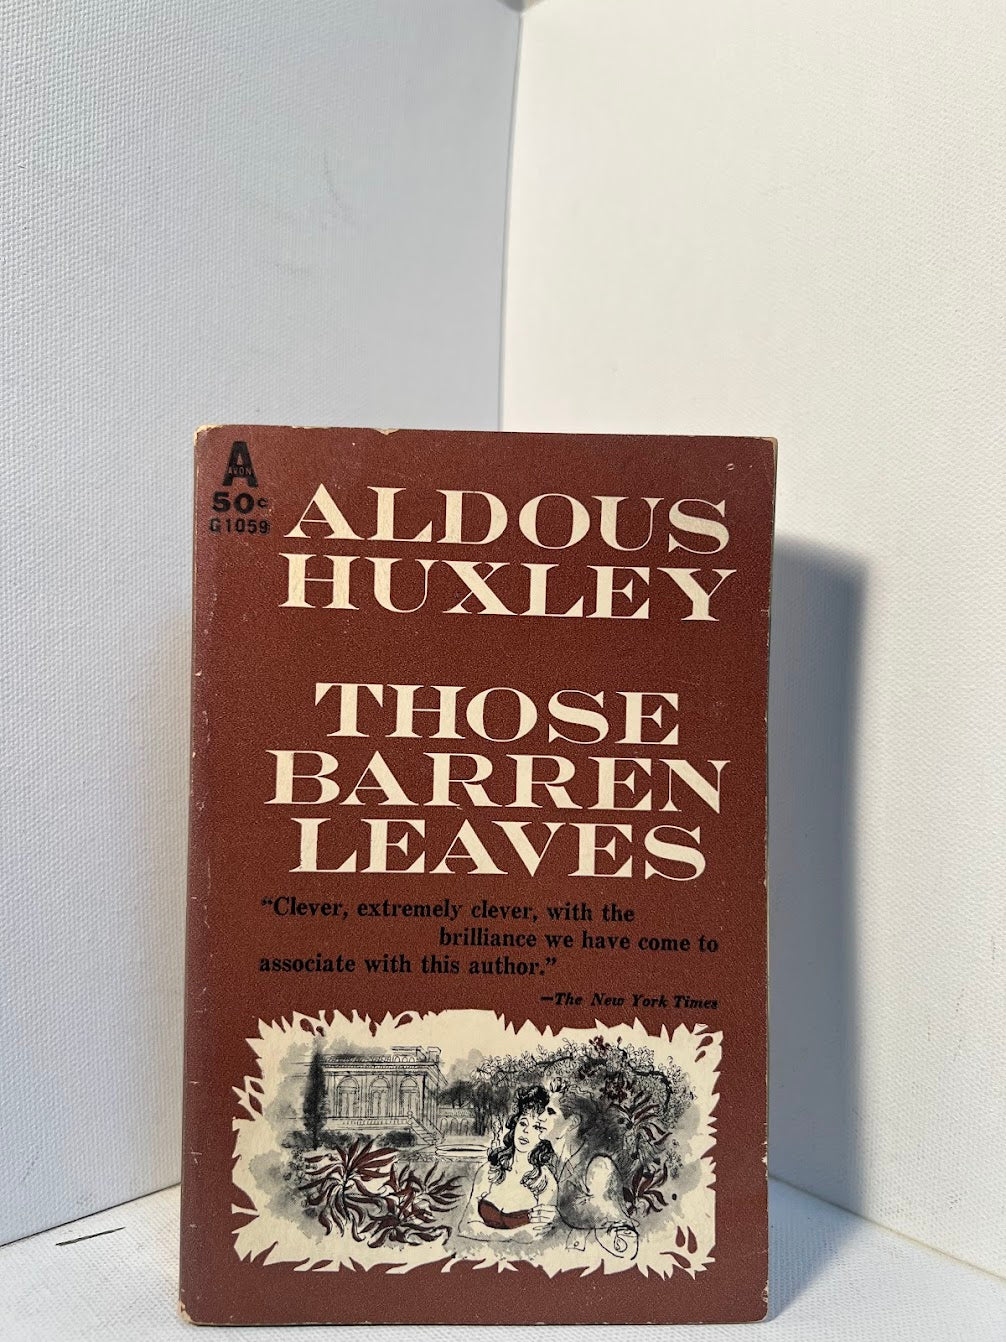 A
AVON
50¢
G1059
ALDOUS
HUXLEY
THOSE
BARREN
LEAVES
“Clever, extremely clever, with the
brilliance we have come to
associate with this author.”
—The New York Times